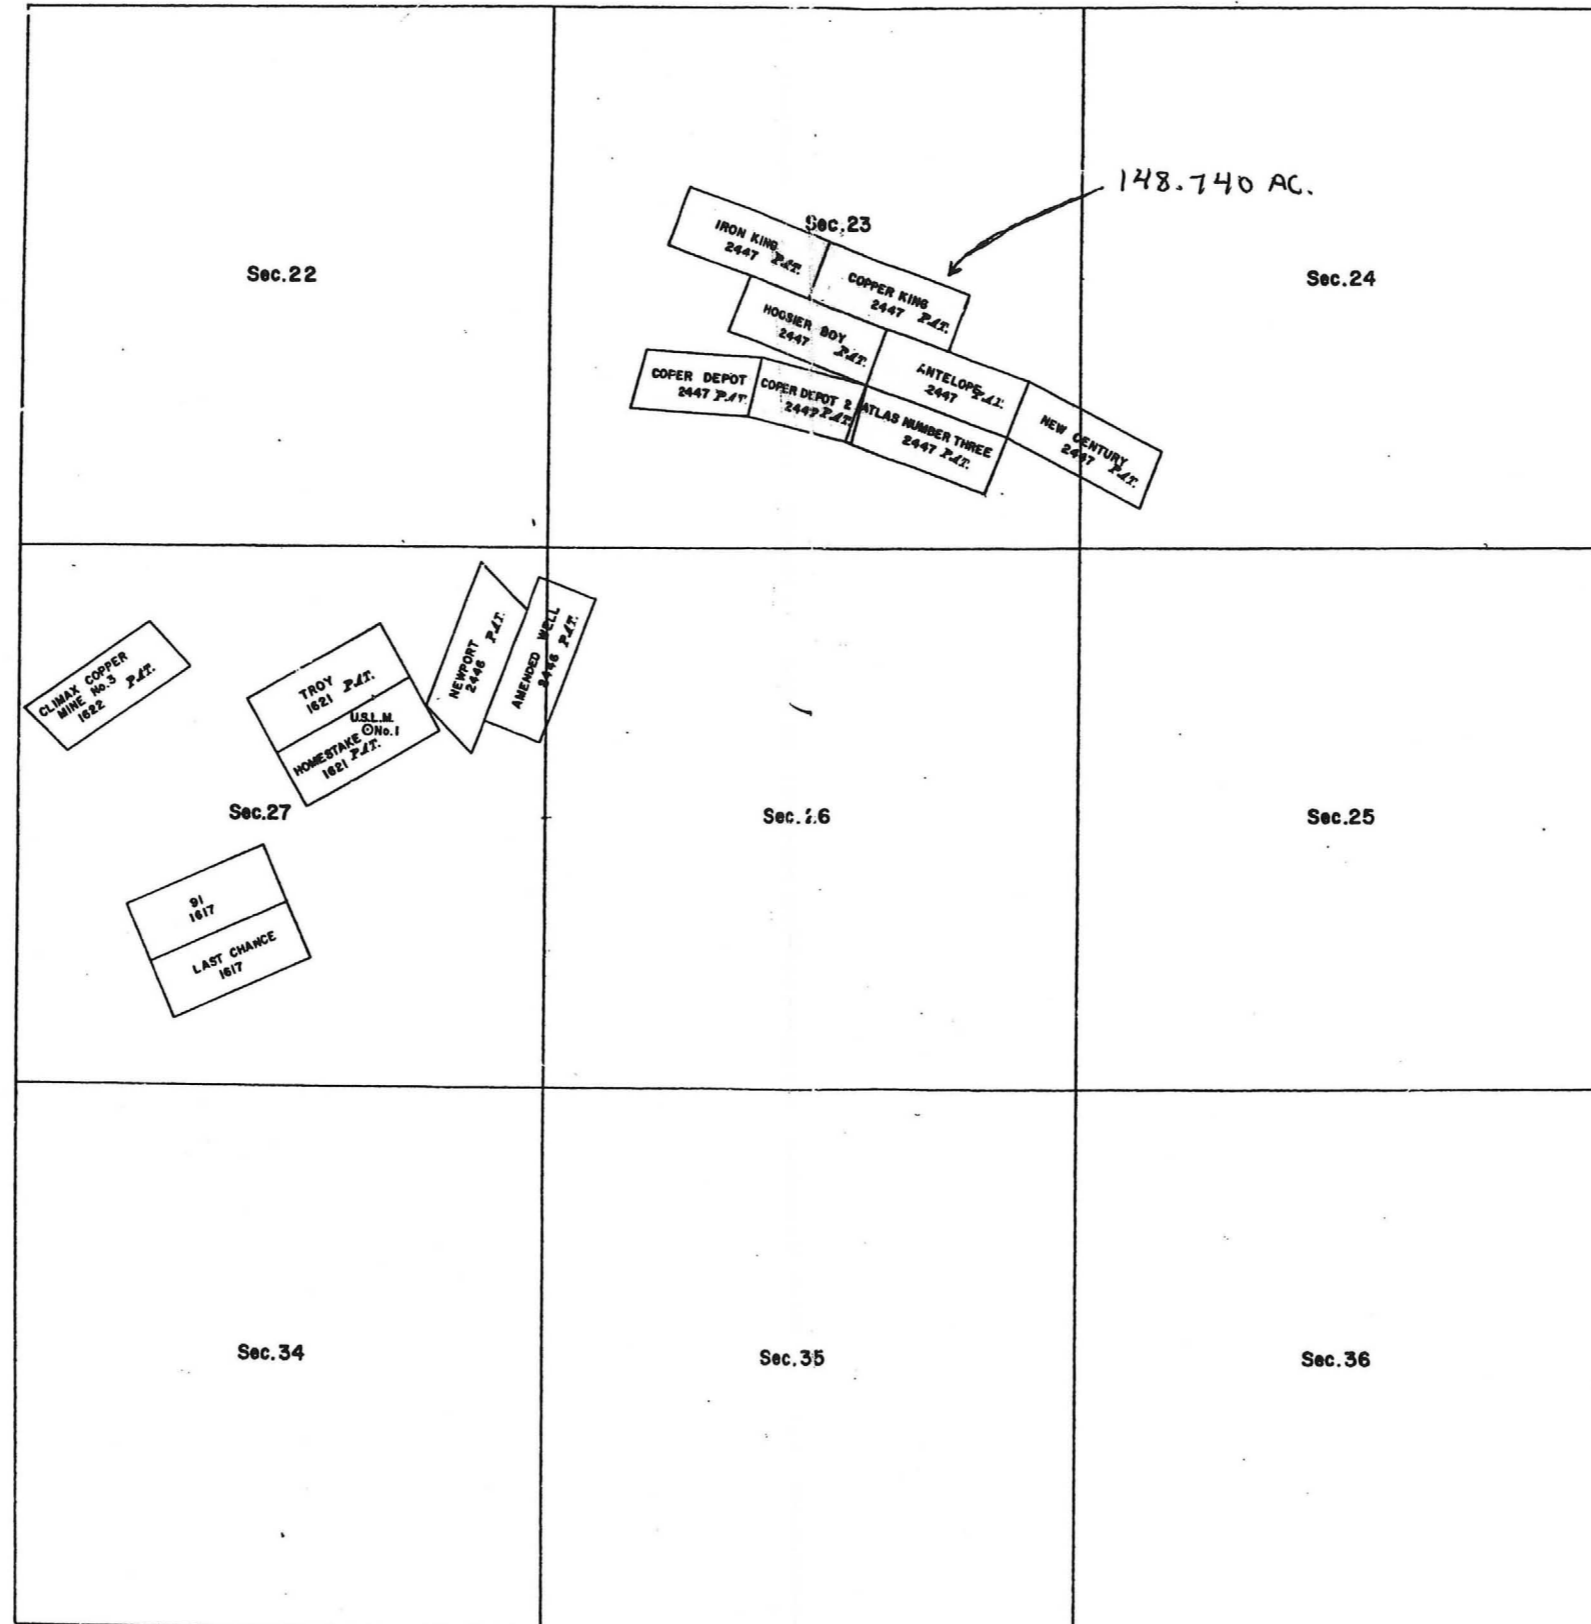 148.740 AC.
Sec.22
Sec.23
Sec.24
IRON KING
2447 PAT.
COPPER KING
2447 PAT.
HOOSIER BOY
2447 PAT.
ANTELOPE
2447 PAT.
COPER DEPOT
2447 PAT.
COPER DEPOT 2
2447 PAT.
ATLAS NUMBER THREE
2447 PAT.
NEW CENTURY
2447 PAT.
CLIMAX COPPER
MINE No.3
1622 PAT.
TROY
1621 PAT.
U.S.L.M.
No.1
HOMESTAKE
1621 PAT.
NEWPORT
2446 PAT.
AMENDED WELL
2446 PAT.
Sec.27
Sec.26
Sec.25
91
1617
LAST CHANCE
1617
Sec.34
Sec.35
Sec.36